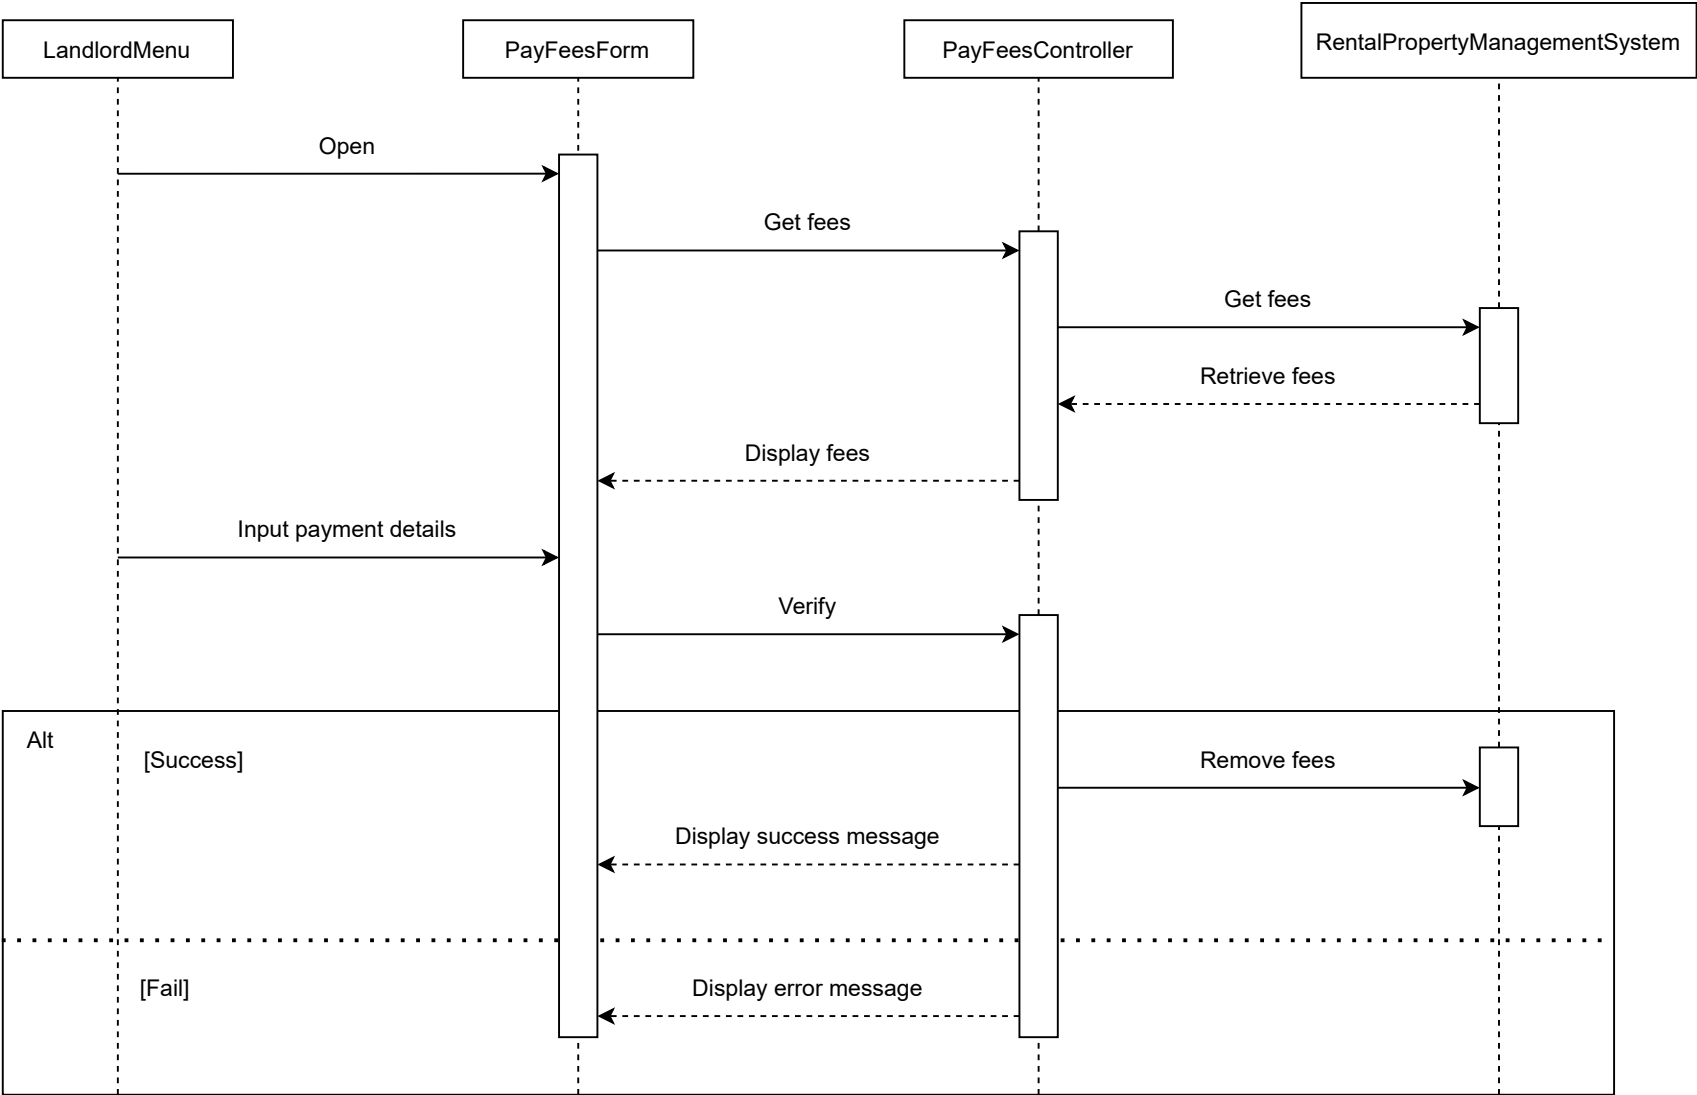 LandlordMenu
PayFeesForm
PayFeesController
RentalPropertyManagementSystem
Open
Get fees
Get fees
Retrieve fees
Display fees
Input payment details
Verify
Alt
[Success]
Remove fees
Display success message
[Fail]
Display error message